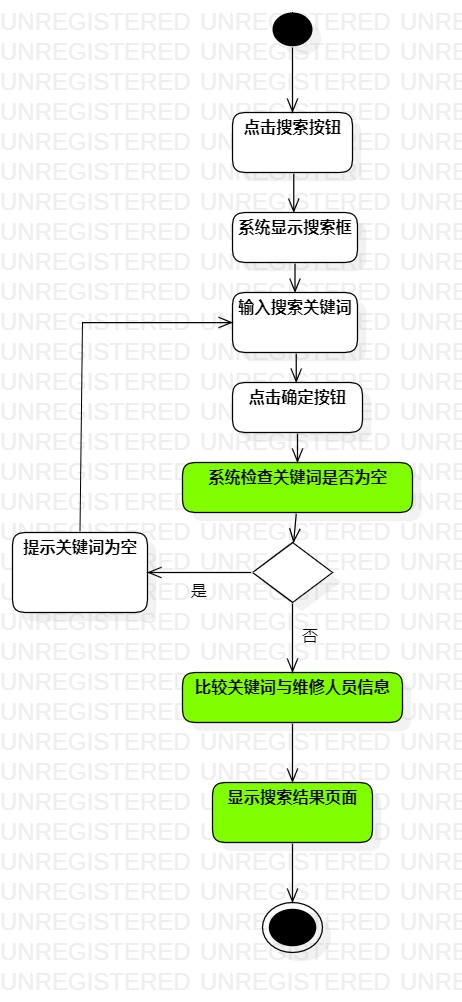 点击搜索按钮
系统显示搜索框
输入搜索关键词
点击确定按钮
系统检查关键词是否为空
提示关键词为空
是
否
比较关键词与维修人员信息
显示搜索结果页面
UNREGISTERED